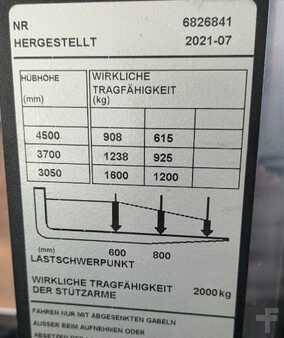 NR 6826841
HERGESTELLT 2021-07
HUBHÖHE WIRKLICHE
TRAGFÄHIGKEIT
(mm) (kg)
4500 908 615
3700 1238 925
3050 1600 1200
(mm) 600 800
LASTSCHWERPUNKT
WIRKLICHE TRAGFÄHIGKEIT
DER STÜTZARME 2000 kg
FAHREN NUR MIT ABGESENKTEN GABELN
AUSSER BEIM AUFNEHMEN ODER
ABSETZEN DER